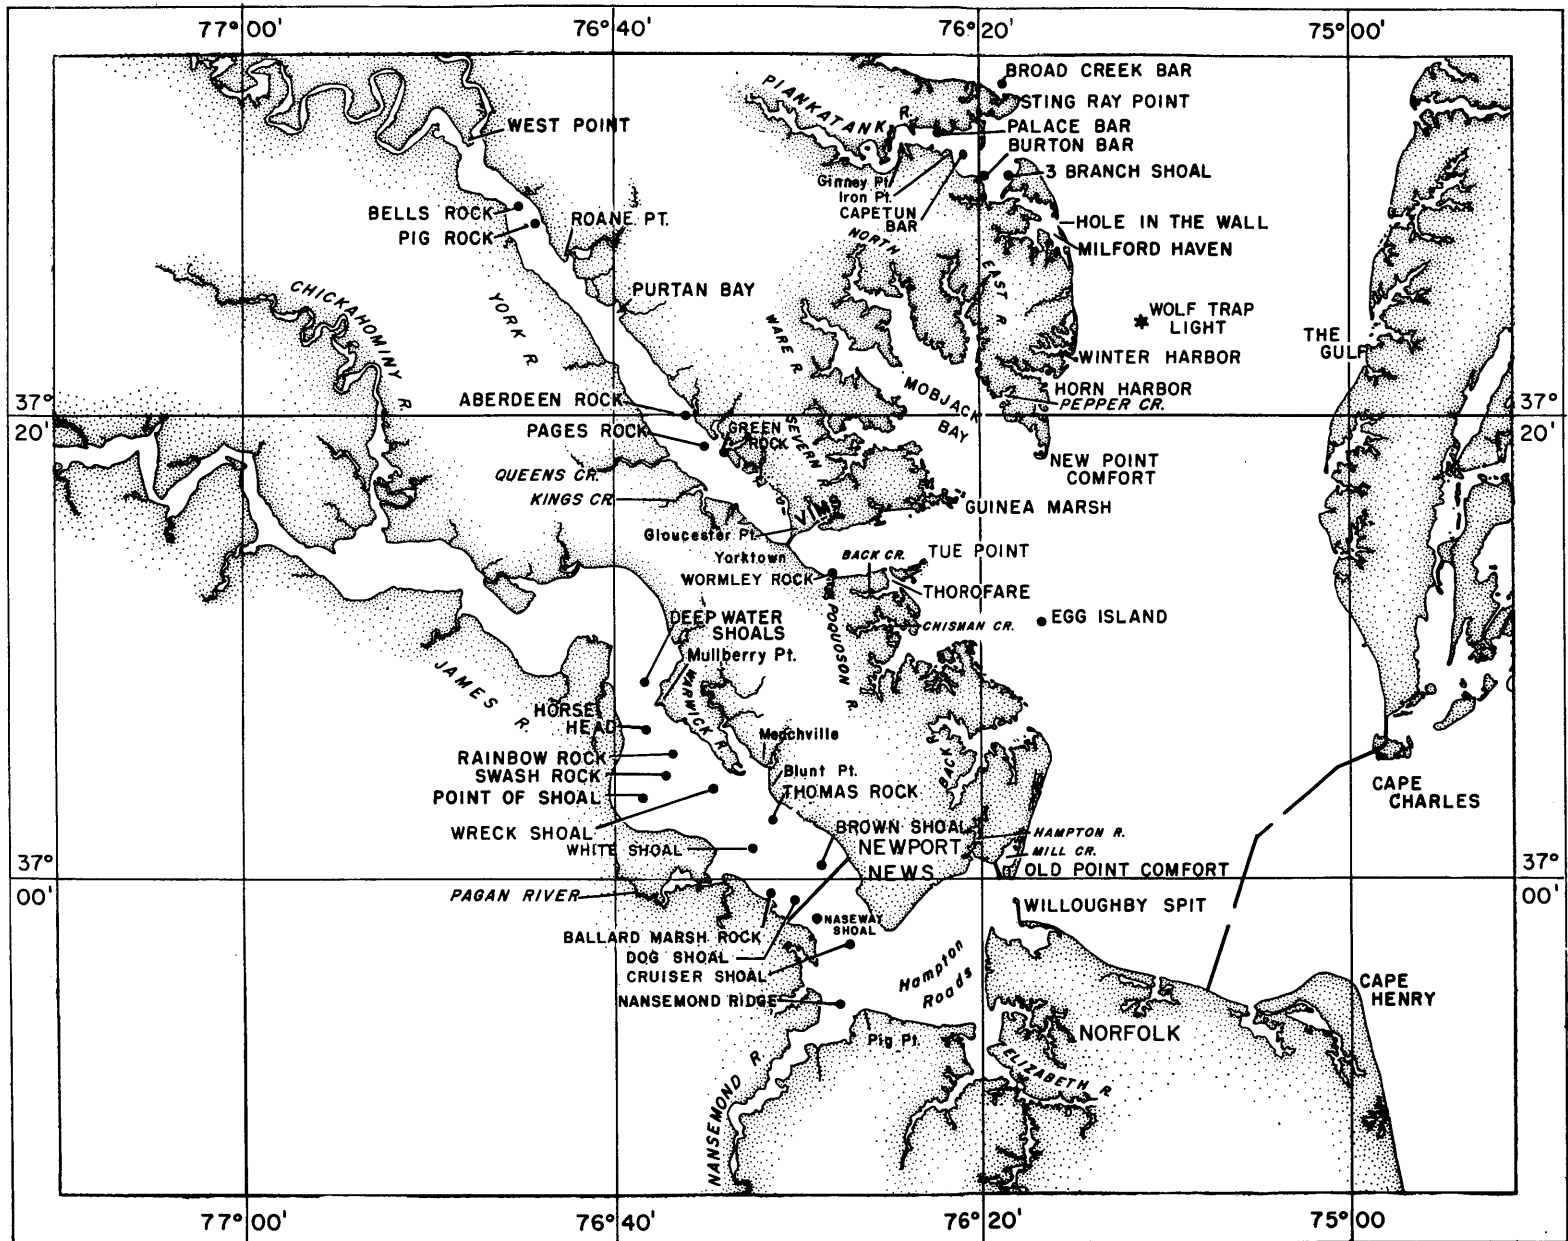 77°00'
76°40'
76°20'
75°00'
BROAD CREEK BAR
STING RAY POINT
PIANKATANK R.
PALACE BAR
BURTON BAR
WEST POINT
3 BRANCH SHOAL
Ginney Pt.
Iron Pt.
CAPETUN
BAR
BELLS ROCK
PIG ROCK
ROANE PT.
HOLE IN THE WALL
MILFORD HAVEN
NORTH
EAST R.
PURTAN BAY
CHICKAHOMINY R.
YORK R.
WARE R.
WOLF TRAP
LIGHT
THE
GULF
WINTER HARBOR
HORN HARBOR
PEPPER CR.
MOBJACK
BAY
ABERDEEN ROCK
37°
20'
37°
20'
PAGES ROCK
GREEN
ROCK
SEVERN R.
QUEENS CR.
KINGS CR
NEW POINT
COMFORT
VIMS
GUINEA MARSH
Gloucester Pt.
Yorktown
BACK CR.
TUE POINT
WORMLEY ROCK
THOROFARE
POQUOSON R.
CHISMAN CR.
EGG ISLAND
DEEP WATER
SHOALS
Mullberry Pt.
WARWICK R.
JAMES R.
HORSE
HEAD
Menchville
BACK R.
RAINBOW ROCK
SWASH ROCK
POINT OF SHOAL
Blunt Pt.
THOMAS ROCK
CAPE
CHARLES
WRECK SHOAL
WHITE SHOAL
BROWN SHOAL
NEWPORT
NEWS
HAMPTON R.
MILL CR.
OLD POINT COMFORT
37°
00'
37°
00'
PAGAN RIVER
WILLOUGHBY SPIT
NASEWAY
SHOAL
BALLARD MARSH ROCK
DOG SHOAL
CRUISER SHOAL
Hampton
Roads
NANSEMOND RIDGE
CAPE
HENRY
Pig Pt.
NORFOLK
ELIZABETH R.
NANSEMOND R.
77°00'
76°40'
76°20'
75°00'